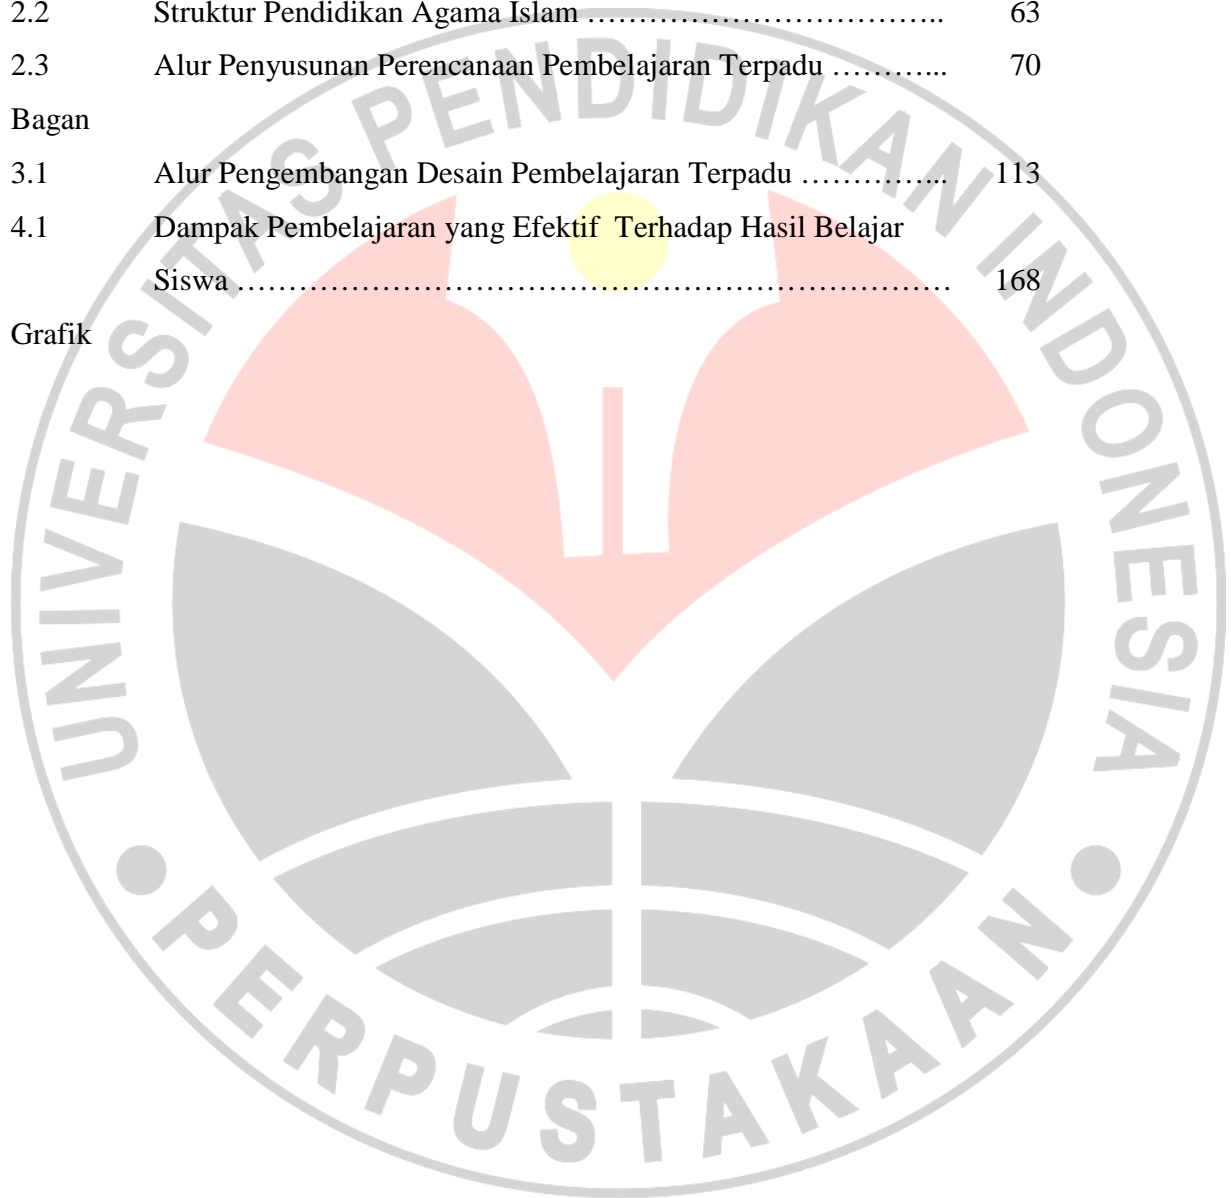 2.2 Struktur Pendidikan Agama Islam …………………………….. 63
2.3 Alur Penyusunan Perencanaan Pembelajaran Terpadu ………... 70
Bagan
3.1 Alur Pengembangan Desain Pembelajaran Terpadu ………….. 113
4.1 Dampak Pembelajaran yang Efektif Terhadap Hasil Belajar
Siswa …………………………………………………………… 168
Grafik
UNIVERSITAS PENDIDIKAN INDONESIA
PERPUSTAKAAN